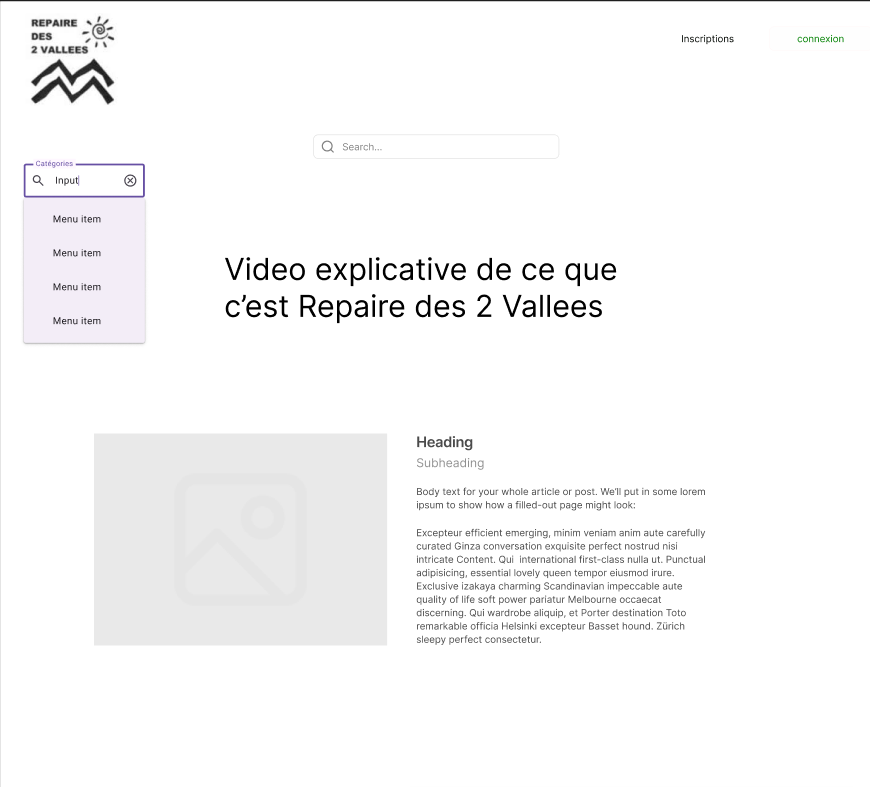 REPAIRE
DES
2 VALLEES
Inscriptions
connexion
Search...
Catégories
Input
Menu item
Menu item
Menu item
Menu item
Video explicative de ce que
c’est Repaire des 2 Vallees
Heading
Subheading
Body text for your whole article or post. We’ll put in some lorem
ipsum to show how a filled-out page might look:
Excepteur efficient emerging, minim veniam anim aute carefully
curated Ginza conversation exquisite perfect nostrud nisi
intricate Content. Qui  international first-class nulla ut. Punctual
adipisicing, essential lovely queen tempor eiusmod irure.
Exclusive izakaya charming Scandinavian impeccable aute
quality of life soft power pariatur Melbourne occaecat
discerning. Qui wardrobe aliquip, et Porter destination Toto
remarkable officia Helsinki excepteur Basset hound. Zürich
sleepy perfect consectetur.